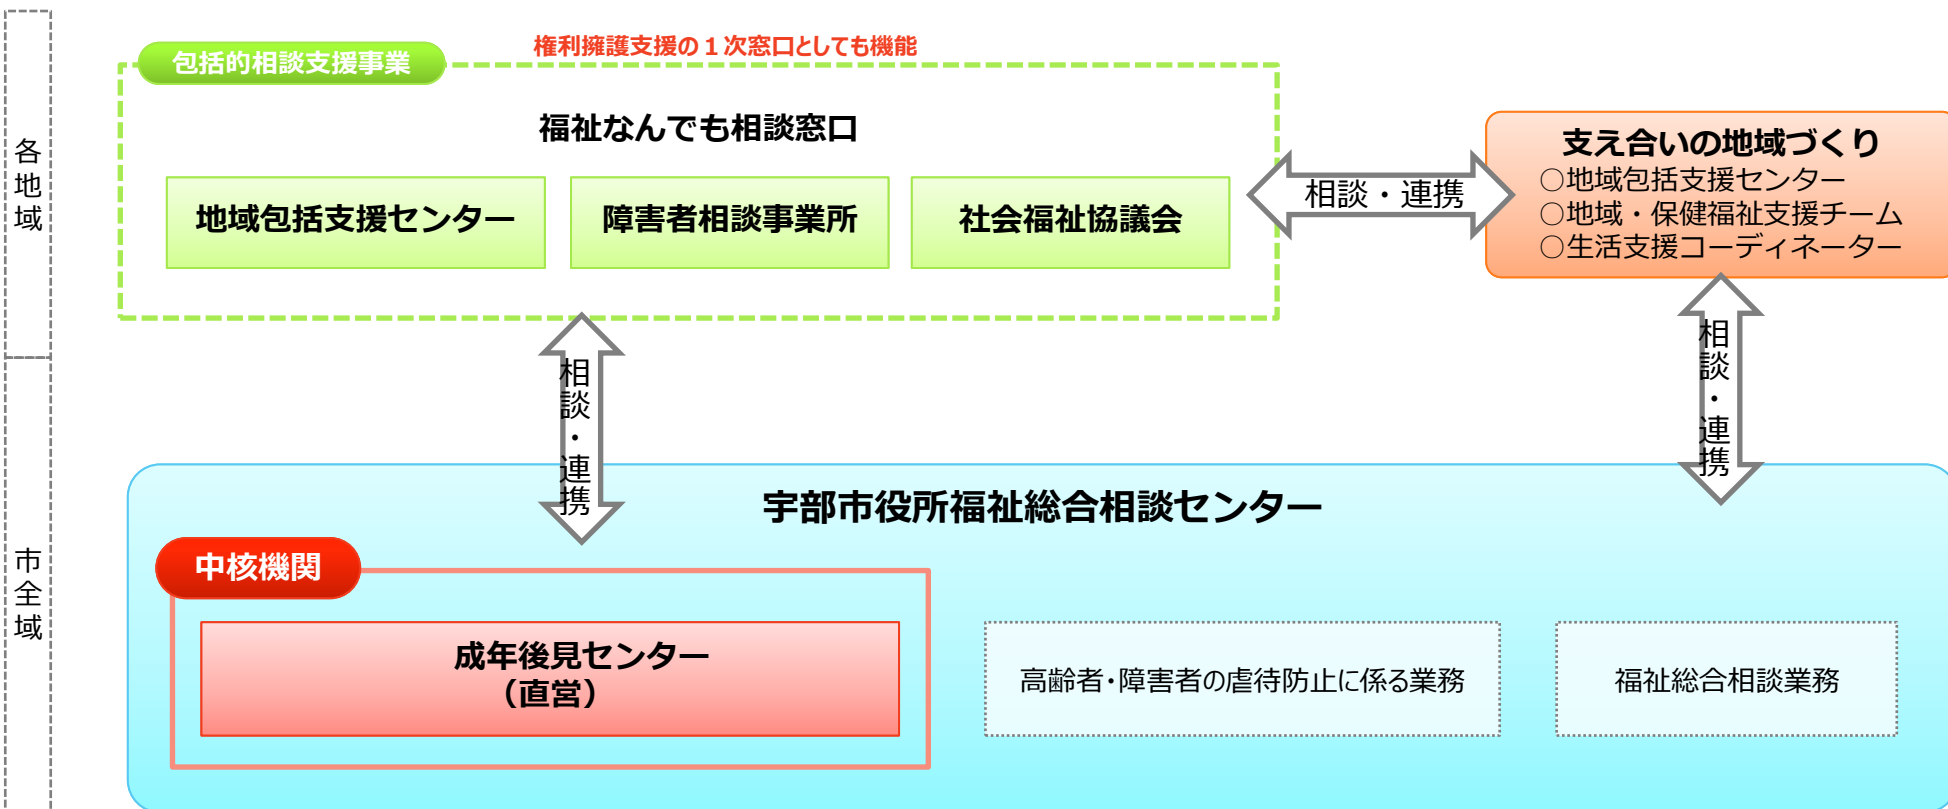 各地域
包括的相談支援事業
権利擁護支援の１次窓口としても機能
福祉なんでも相談窓口
地域包括支援センター
障害者相談事業所
社会福祉協議会
相談・連携
支え合いの地域づくり
○地域包括支援センター
○地域・保健福祉支援チーム
○生活支援コーディネーター
相談・連携
相談・連携
市全域
宇部市役所福祉総合相談センター
中核機関
成年後見センター
（直営）
高齢者・障害者の虐待防止に係る業務
福祉総合相談業務